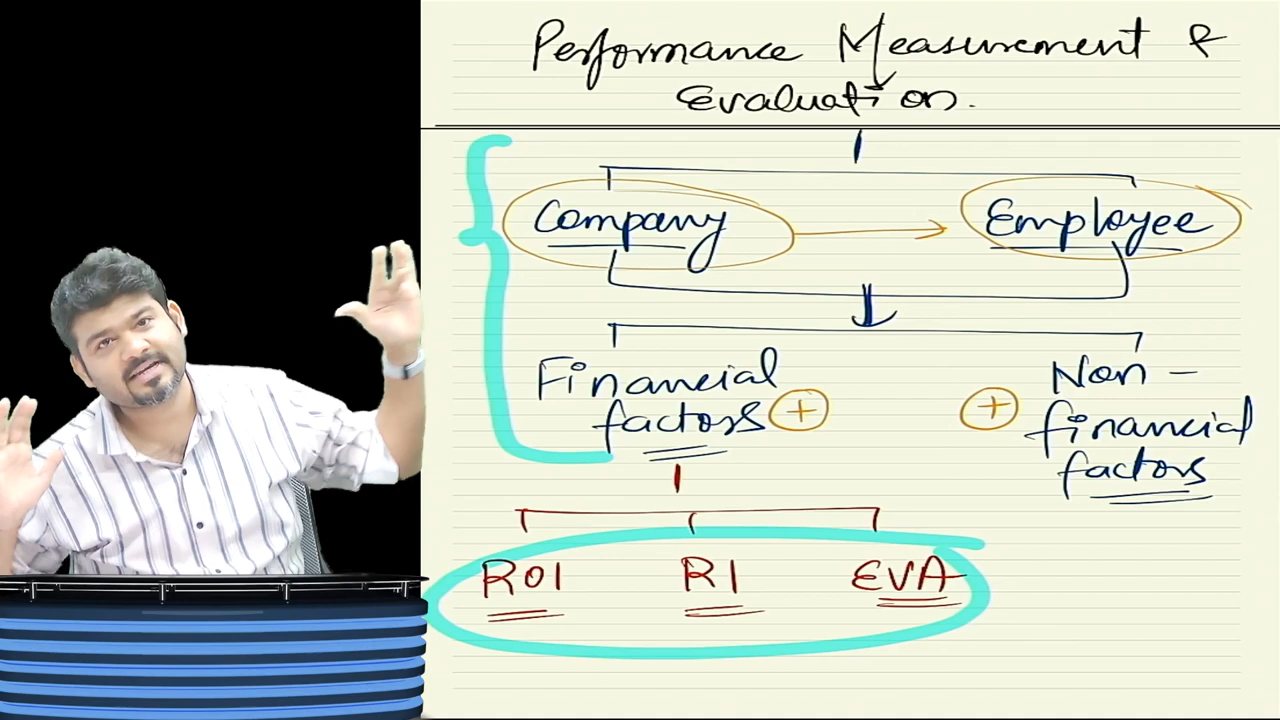 Performance Measurement &
Evaluation.
Company Employee
Financial
factors +
+ Non -
financial
factors
ROI RI EVA